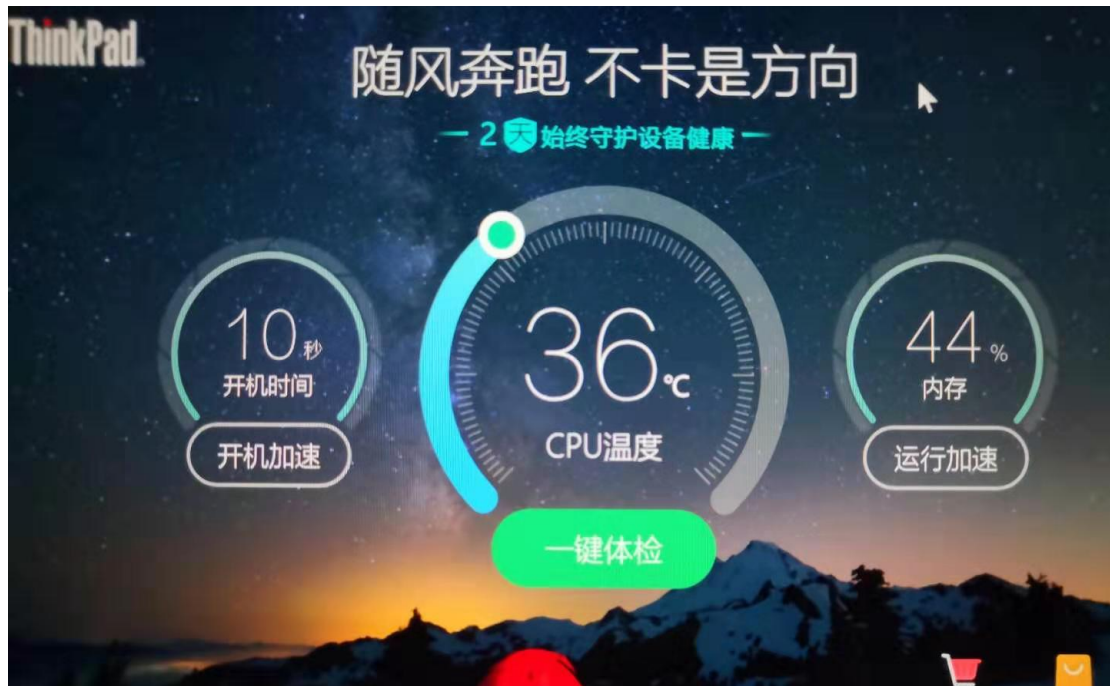 ThinkPad
随风奔跑 不卡是方向
2天始终守护设备健康
10秒
开机时间
开机加速
36℃
CPU温度
一键体检
44%
内存
运行加速